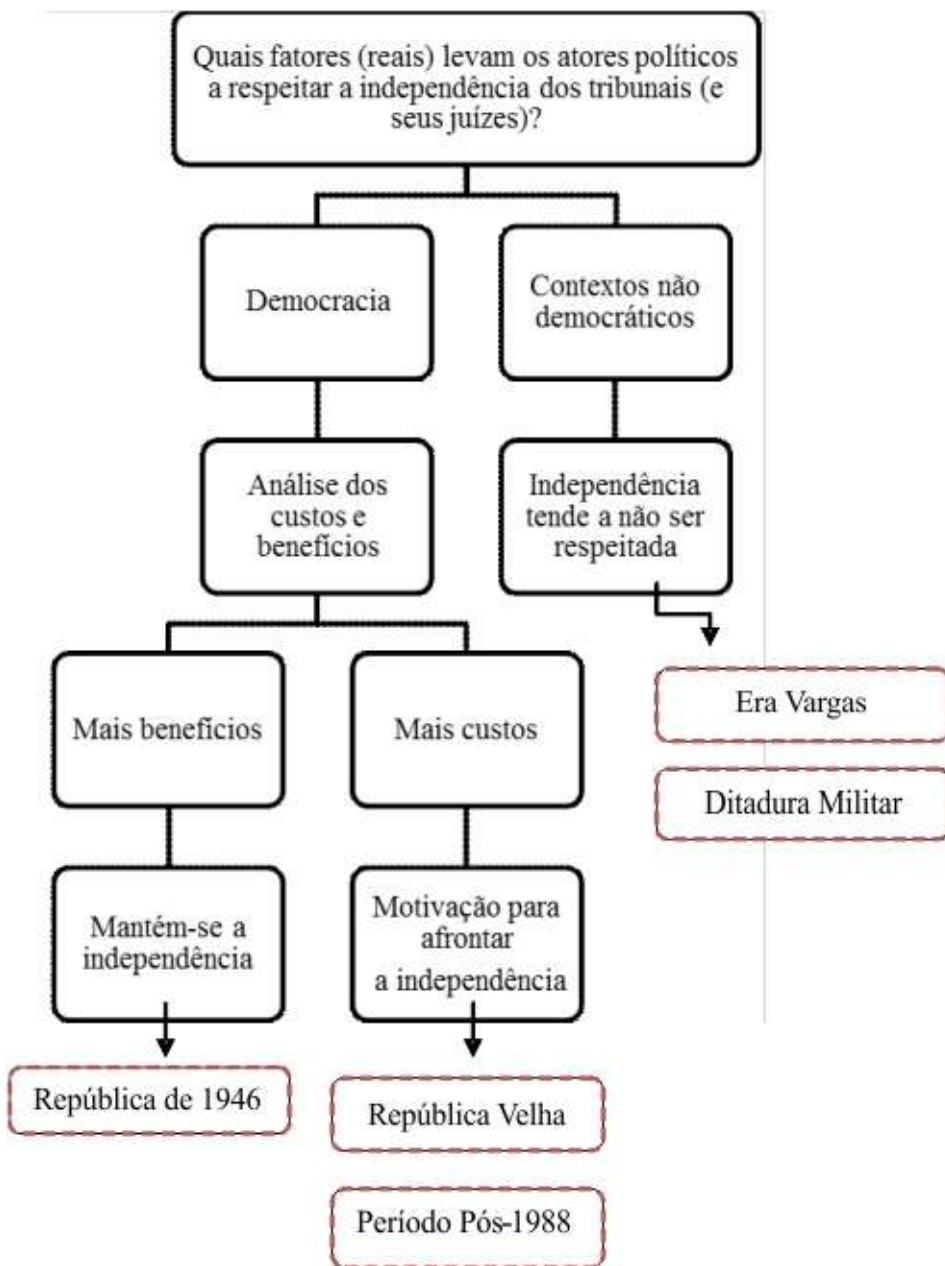 Quais fatores (reais) levam os atores políticos
a respeitar a independência dos tribunais (e
seus juízes)?
Democracia
Contextos não
democráticos
Análise dos
custos e
benefícios
Independência
tende a não ser
respeitada
Mais benefícios
Mais custos
Era Vargas
Ditadura Militar
Mantém-se a
independência
Motivação para
afrontar
a independência
República de 1946
República Velha
Período Pós-1988